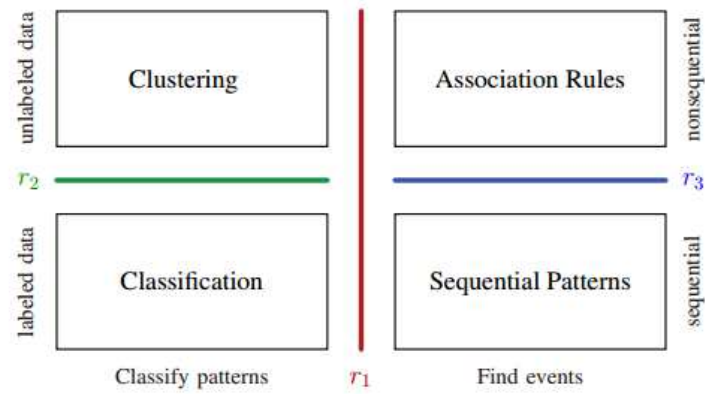 unlabeled data
Clustering
Association Rules
nonsequential
r₂
r₃
labeled data
Classification
Sequential Patterns
sequential
Classify patterns
r₁
Find events